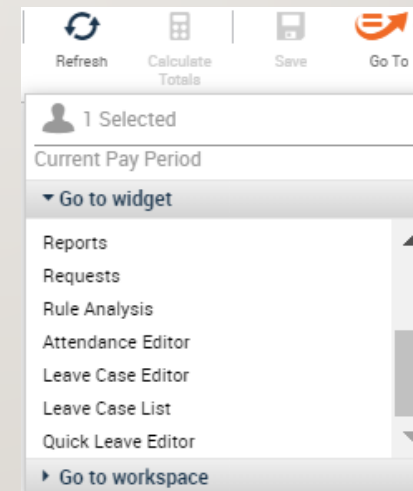 Refresh
Calculate
Totals
Save
Go To
1 Selected
Current Pay Period
Go to widget
Reports
Requests
Rule Analysis
Attendance Editor
Leave Case Editor
Leave Case List
Quick Leave Editor
Go to workspace